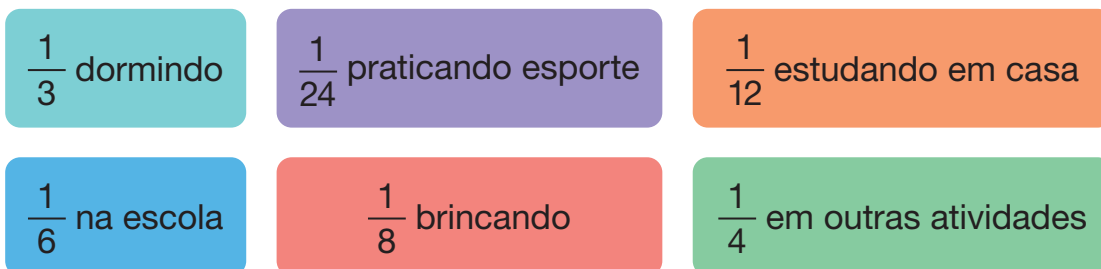 1/3 dormindo
1/24 praticando esporte
1/12 estudando em casa
1/6 na escola
1/8 brincando
1/4 em outras atividades